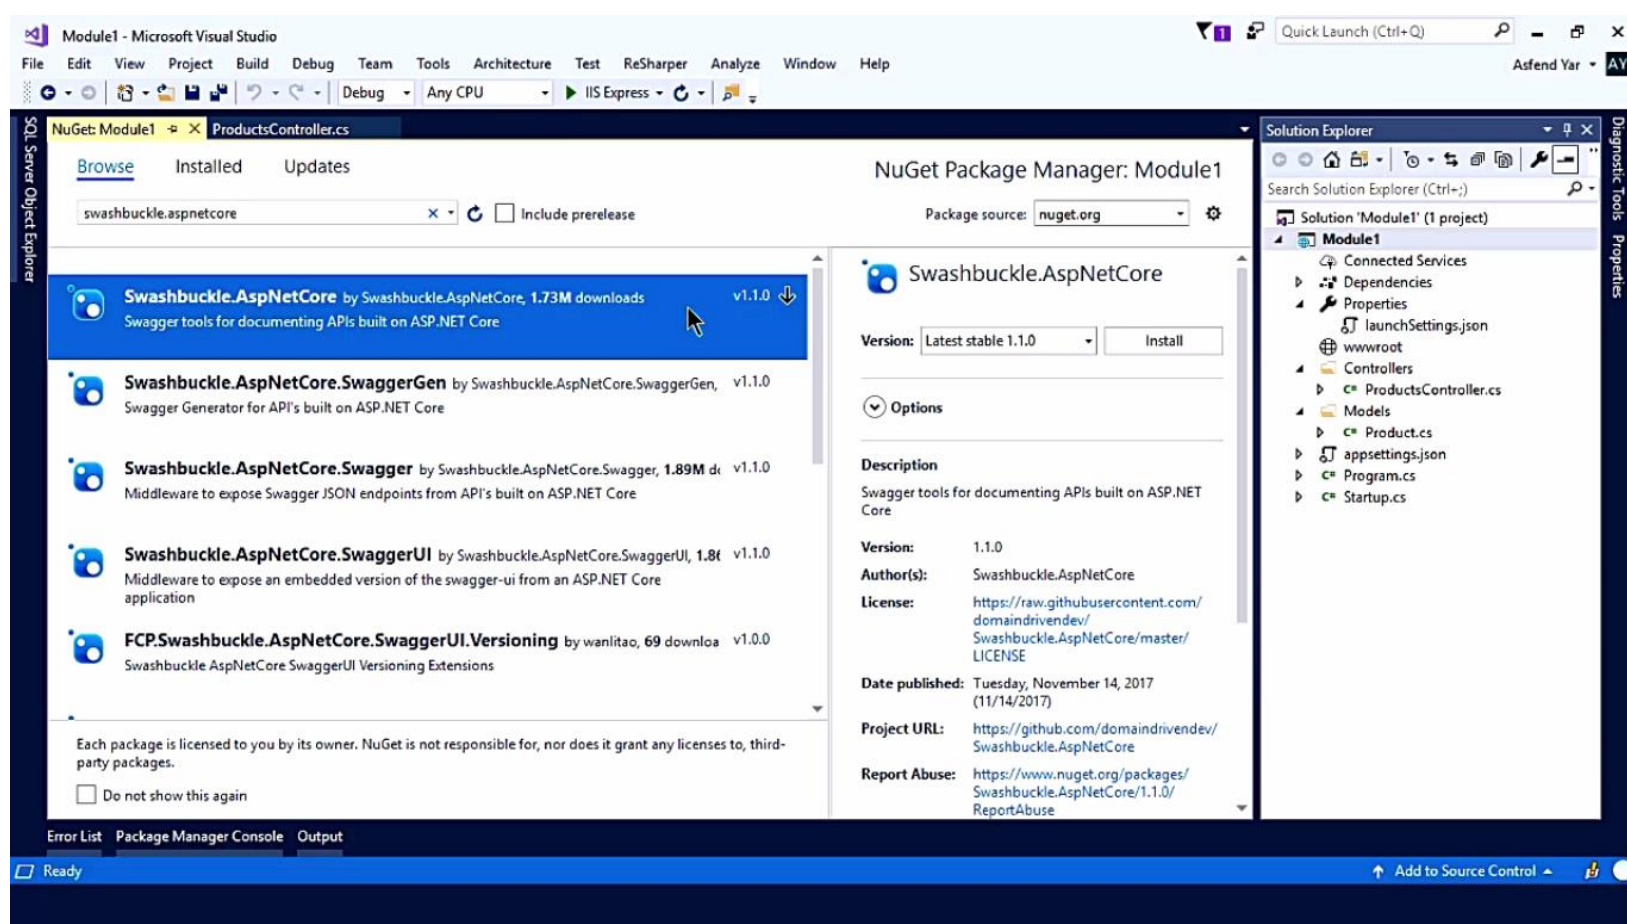 Module1 - Microsoft Visual Studio
1
Quick Launch (Ctrl+Q)
File Edit View Project Build Debug Team Tools Architecture Test ReSharper Analyze Window Help
Asfend Yar
AY
Debug Any CPU IIS Express
SQL Server Object Explorer
NuGet: Module1 ProductsController.cs
Browse Installed Updates
NuGet Package Manager: Module1
swashbuckle.aspnetcore
Include prerelease
Package source: nuget.org
Swashbuckle.AspNetCore by Swashbuckle.AspNetCore, 1.73M downloads v1.1.0
Swagger tools for documenting APIs built on ASP.NET Core
Swashbuckle.AspNetCore.SwaggerGen by Swashbuckle.AspNetCore.SwaggerGen, v1.1.0
Swagger Generator for API's built on ASP.NET Core
Swashbuckle.AspNetCore.Swagger by Swashbuckle.AspNetCore.Swagger, 1.89M dc v1.1.0
Middleware to expose Swagger JSON endpoints from API's built on ASP.NET Core
Swashbuckle.AspNetCore.SwaggerUI by Swashbuckle.AspNetCore.SwaggerUI, 1.86 v1.1.0
Middleware to expose an embedded version of the swagger-ui from an ASP.NET Core
application
FCP.Swashbuckle.AspNetCore.SwaggerUI.Versioning by wanlitao, 69 downloa v1.0.0
Swashbuckle AspNetCore SwaggerUI Versioning Extensions
Each package is licensed to you by its owner. NuGet is not responsible for, nor does it grant any licenses to, third-
party packages.
Do not show this again
Swashbuckle.AspNetCore
Version: Latest stable 1.1.0 Install
Options
Description
Swagger tools for documenting APIs built on ASP.NET
Core
Version: 1.1.0
Author(s): Swashbuckle.AspNetCore
License: https://raw.githubusercontent.com/
domaindrivendev/
Swashbuckle.AspNetCore/master/
LICENSE
Date published: Tuesday, November 14, 2017
(11/14/2017)
Project URL: https://github.com/domaindrivendev/
Swashbuckle.AspNetCore
Report Abuse: https://www.nuget.org/packages/
Swashbuckle.AspNetCore/1.1.0/
ReportAbuse
Solution Explorer
Search Solution Explorer (Ctrl+;)
Solution 'Module1' (1 project)
Module1
Connected Services
Dependencies
Properties
launchSettings.json
wwwroot
Controllers
C# ProductsController.cs
Models
C# Product.cs
appsettings.json
C# Program.cs
C# Startup.cs
Diagnostic Tools
Properties
Error List Package Manager Console Output
Ready
Add to Source Control